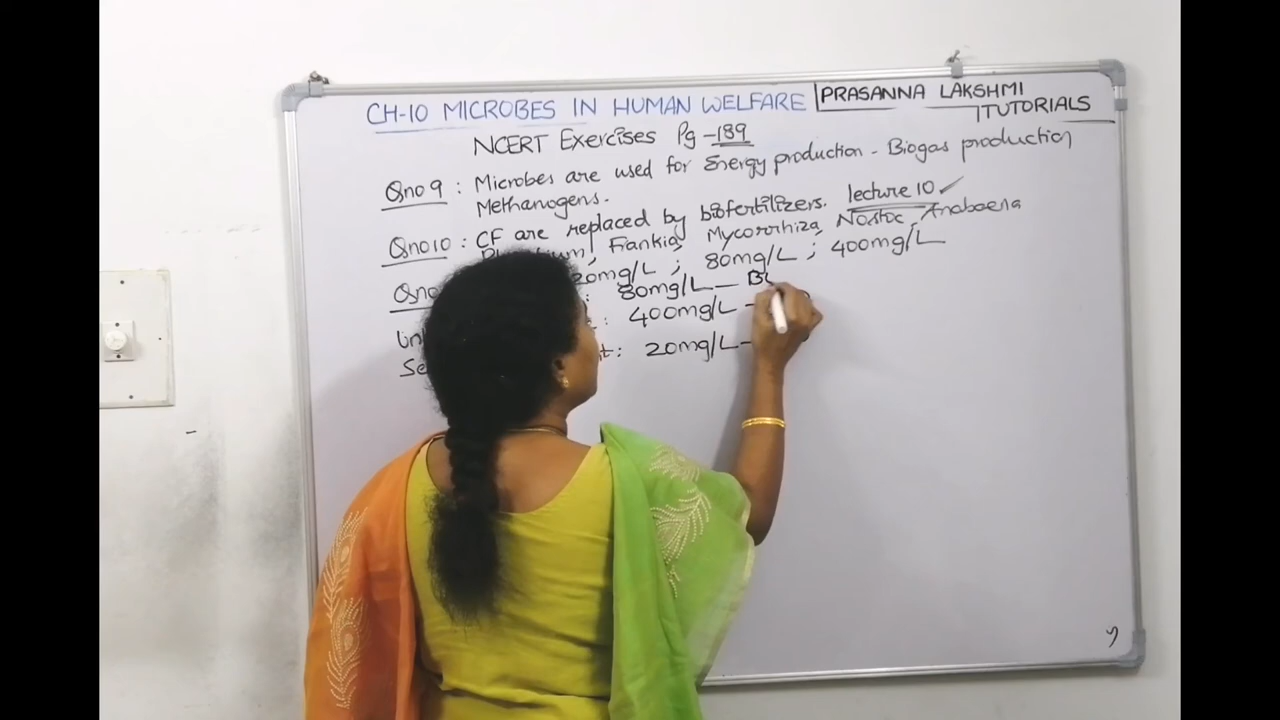 CH-10 MICROBES IN HUMAN WELFARE
PRASANNA LAKSHMI
TUTORIALS
NCERT Exercises Pg -189
Qno 9 : Microbes are used for Energy production - Biogas production
Methanogens.
Qno10 : CF are replaced by biofertilizers. lecture 10
Frankia, Mycorrhiza, Nostoc, Anabaena
Qno 20mg/L ; 80mg/L ; 400mg/L
: 80mg/L —
: 400mg/L —
: 20mg/L —